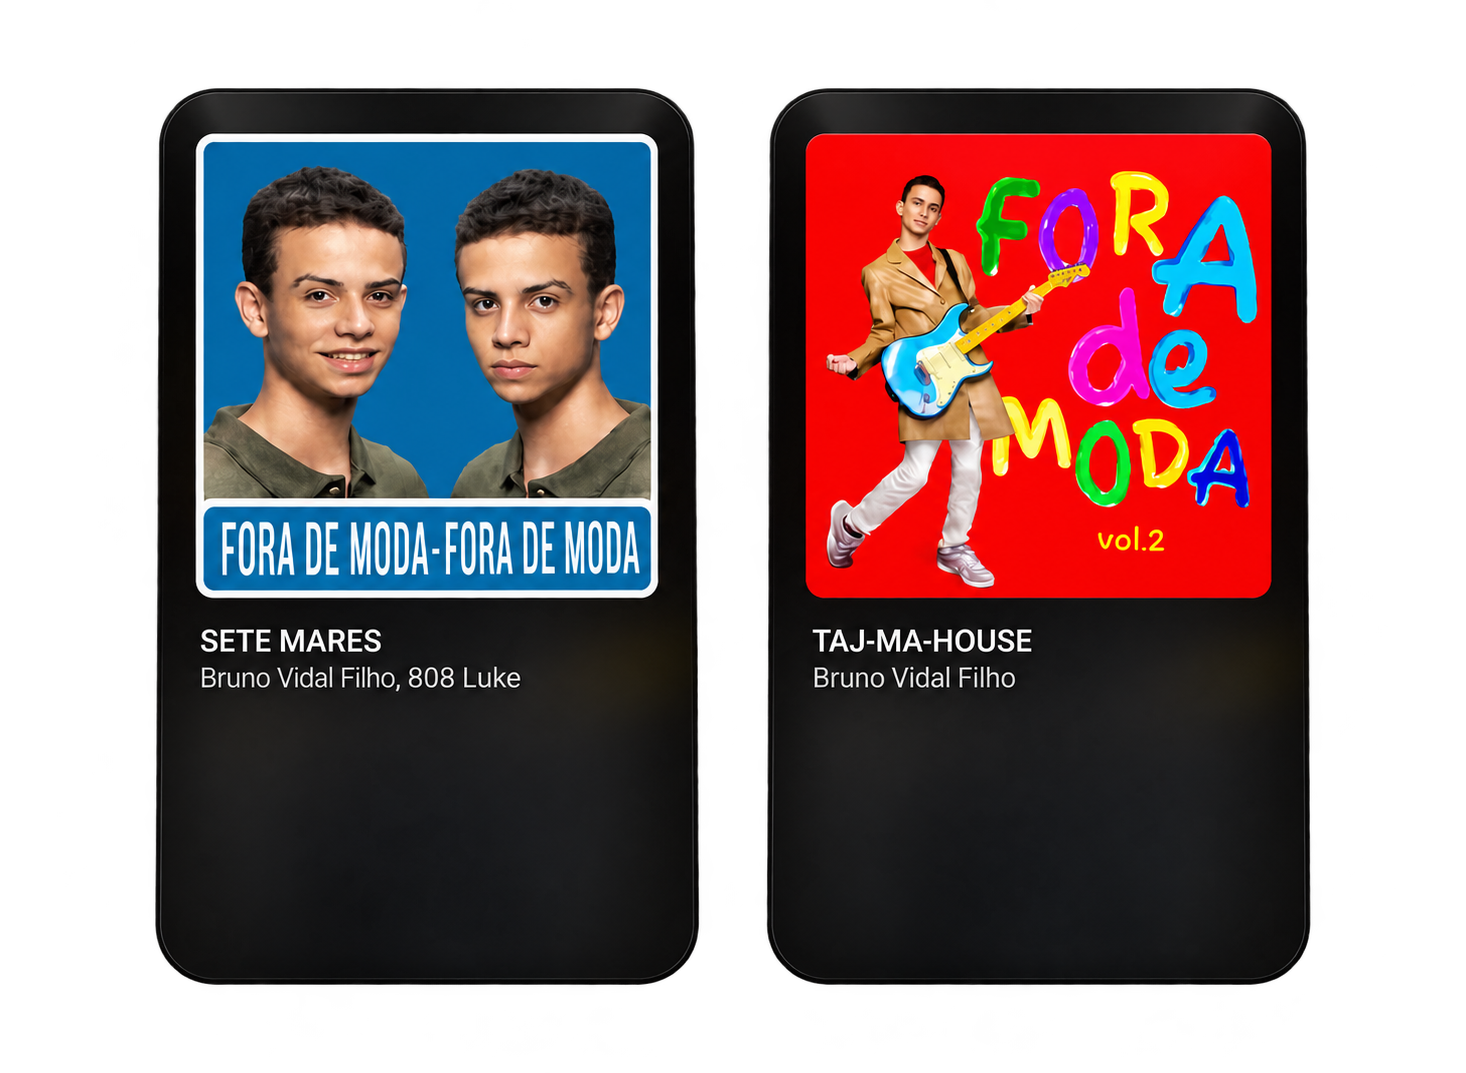 FORA DE MODA-FORA DE MODA
SETE MARES
Bruno Vidal Filho, 808 Luke
FORA
de
MODA
vol.2
TAJ-MA-HOUSE
Bruno Vidal Filho